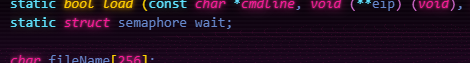 static bool load (const char *cmdline, void (**eip) (void),
static struct semaphore wait;
char fileName[256];